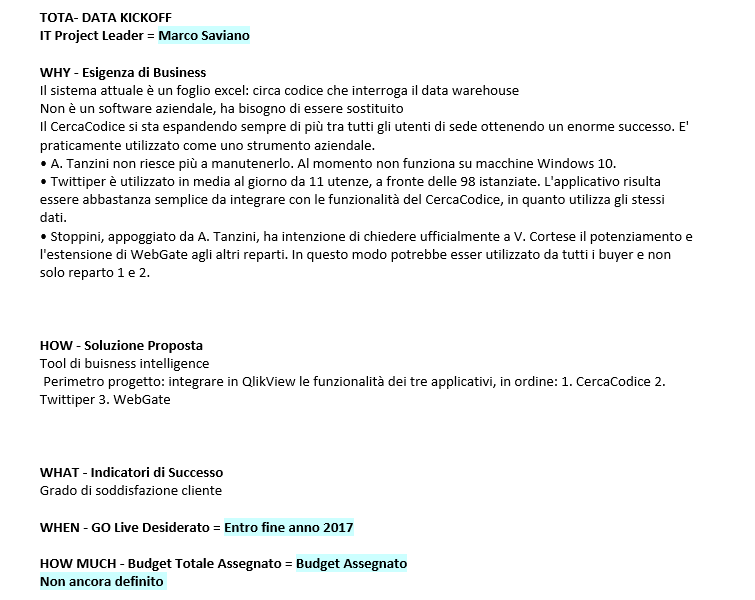 TOTA- DATA KICKOFF
IT Project Leader = Marco Saviano
WHY - Esigenza di Business
Il sistema attuale è un foglio excel: circa codice che interroga il data warehouse
Non è un software aziendale, ha bisogno di essere sostituito
Il CercaCodice si sta espandendo sempre di più tra tutti gli utenti di sede ottenendo un enorme successo. E'
praticamente utilizzato come uno strumento aziendale.
• A. Tanzini non riesce più a manutenerlo. Al momento non funziona su macchine Windows 10.
• Twittiper è utilizzato in media al giorno da 11 utenze, a fronte delle 98 istanziate. L'applicativo risulta
essere abbastanza semplice da integrare con le funzionalità del CercaCodice, in quanto utilizza gli stessi
dati.
• Stoppini, appoggiato da A. Tanzini, ha intenzione di chiedere ufficialmente a V. Cortese il potenziamento e
l'estensione di WebGate agli altri reparti. In questo modo potrebbe esser utilizzato da tutti i buyer e non
solo reparto 1 e 2.
HOW - Soluzione Proposta
Tool di buisness intelligence
Perimetro progetto: integrare in QlikView le funzionalità dei tre applicativi, in ordine: 1. CercaCodice 2.
Twittiper 3. WebGate
WHAT - Indicatori di Successo
Grado di soddisfazione cliente
WHEN - GO Live Desiderato = Entro fine anno 2017
HOW MUCH - Budget Totale Assegnato = Budget Assegnato
Non ancora definito